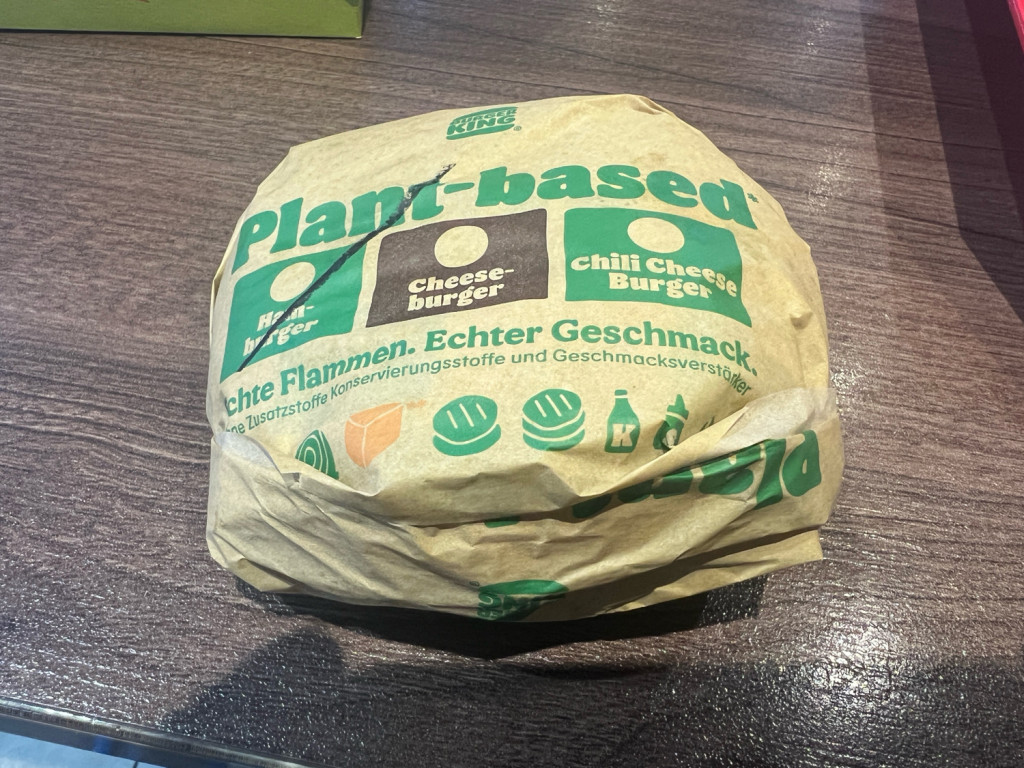 BURGER
KING®
Plant-based*
Ham-
burger
Cheese-
burger
Chili Cheese
Burger
chte Flammen. Echter Geschmack.
ne Zusatzstoffe Konservierungsstoffe und Geschmacksverstärker
K